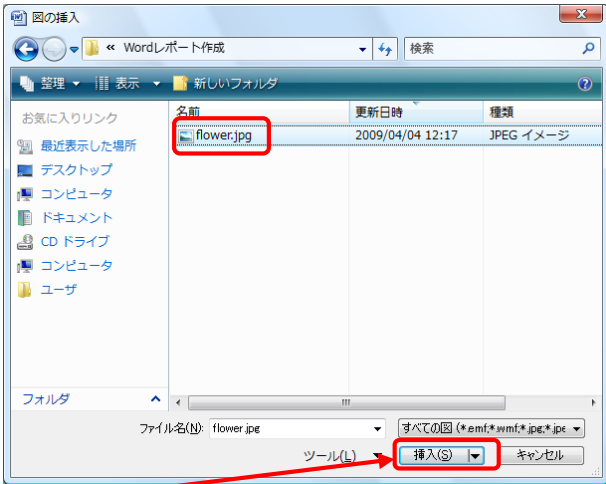 図の挿入
« Wordレポート作成
検索
整理 表示 新しいフォルダ
お気に入りリンク
最近表示した場所
デスクトップ
コンピュータ
ドキュメント
CD ドライブ
コンピュータ
ユーザ
フォルダ
名前 更新日時 種類
flower.jpg 2009/04/04 12:17 JPEG イメージ
ファイル名(N): flower.jpg
すべての図 (*.emf;*.wmf;*.jpg;*.jpe
ツール(L) 挿入(S) キャンセル